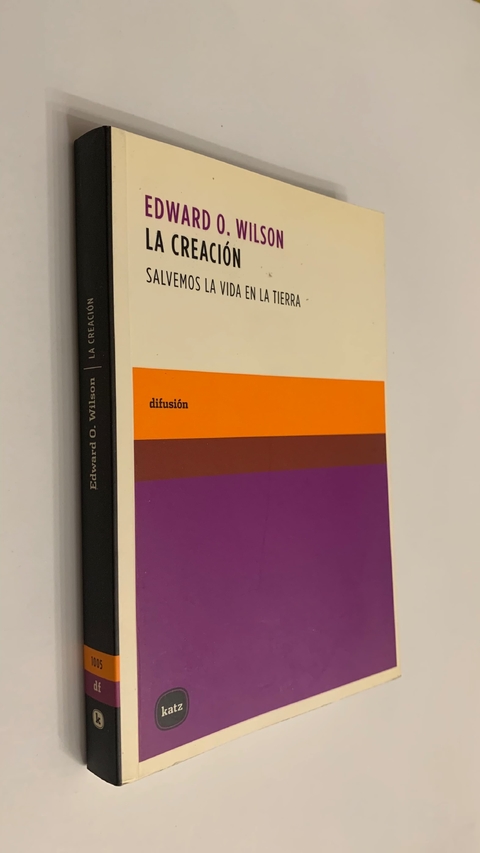 EDWARD O. WILSON
LA CREACIÓN
SALVEMOS LA VIDA EN LA TIERRA
difusión
katz
Edward O. Wilson | LA CREACIÓN
1005
df
k